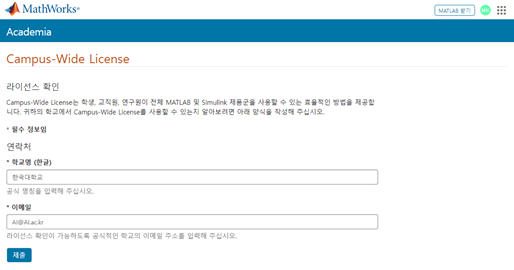 MathWorks®
MATLAB 받기
Academia
Campus-Wide License
라이선스 확인
Campus-Wide License는 학생, 교직원, 연구원이 전체 MATLAB 및 Simulink 제품군을 사용할 수 있는 효율적인 방법을 제공합니다. 귀하의 학교에서 Campus-Wide License를 사용할 수 있는지 알아보려면 아래 양식을 작성해 주십시오.
* 필수 정보임
연락처
* 학교명 (한글)
한국대학교
공식 명칭을 입력해 주십시오.
* 이메일
AI@AI.ac.kr
라이선스 확인이 가능하도록 공식적인 학교의 이메일 주소를 입력해 주십시오.
제출